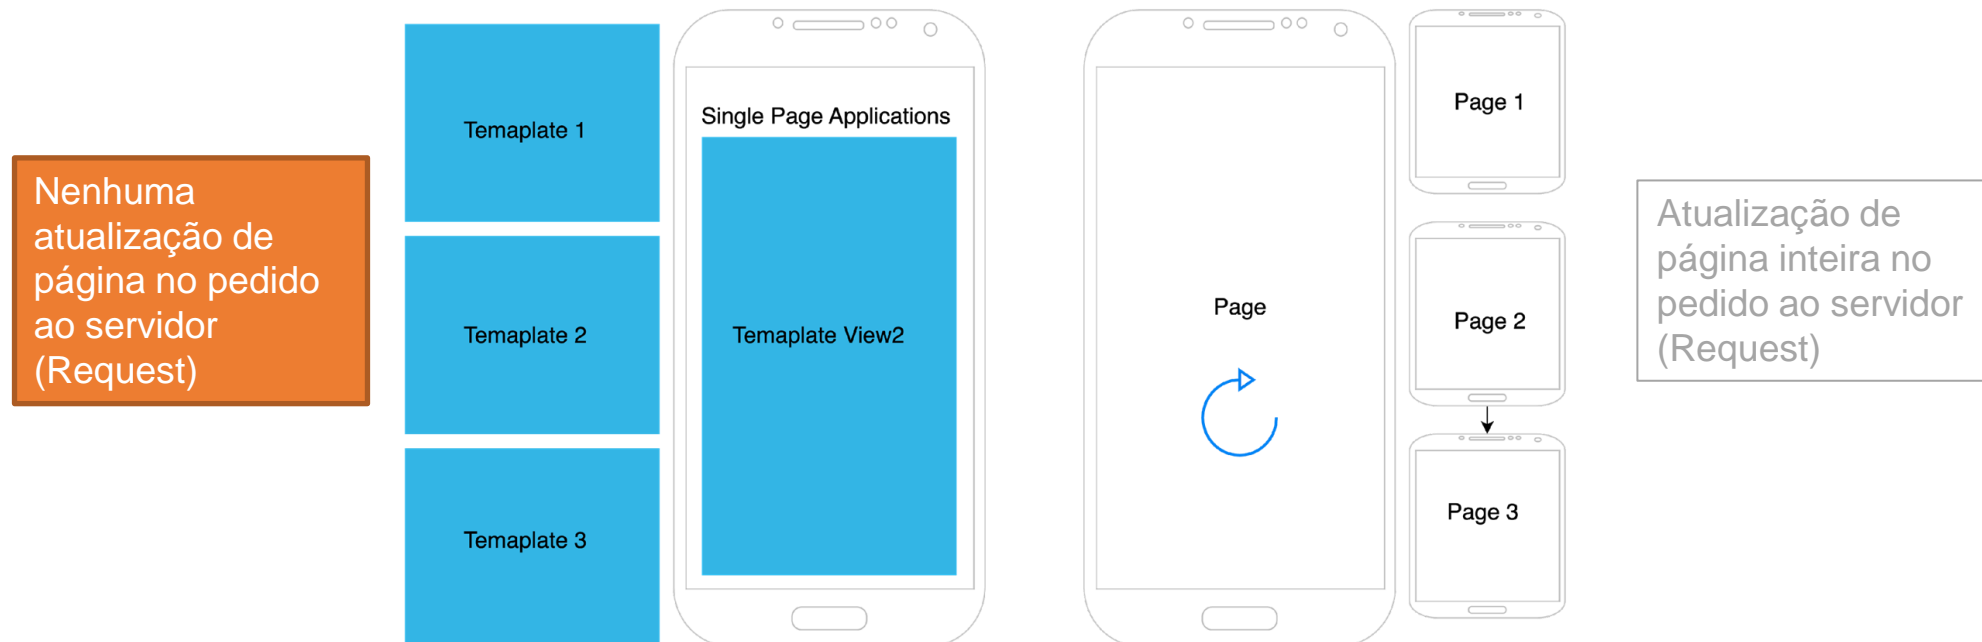 Nenhuma
atualização de
página no pedido
ao servidor
(Request)
Temaplate 1
Temaplate 2
Temaplate 3
Single Page Applications
Temaplate View2
Page
Page 1
Page 2
Page 3
Atualização de
página inteira no
pedido ao servidor
(Request)